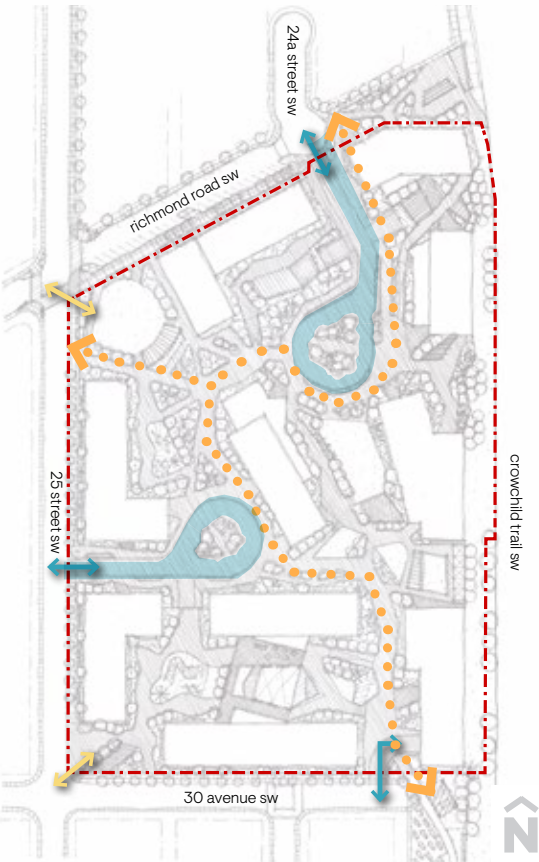 24a street sw
richmond road sw
crowchild trail sw
25 street sw
30 avenue sw
N